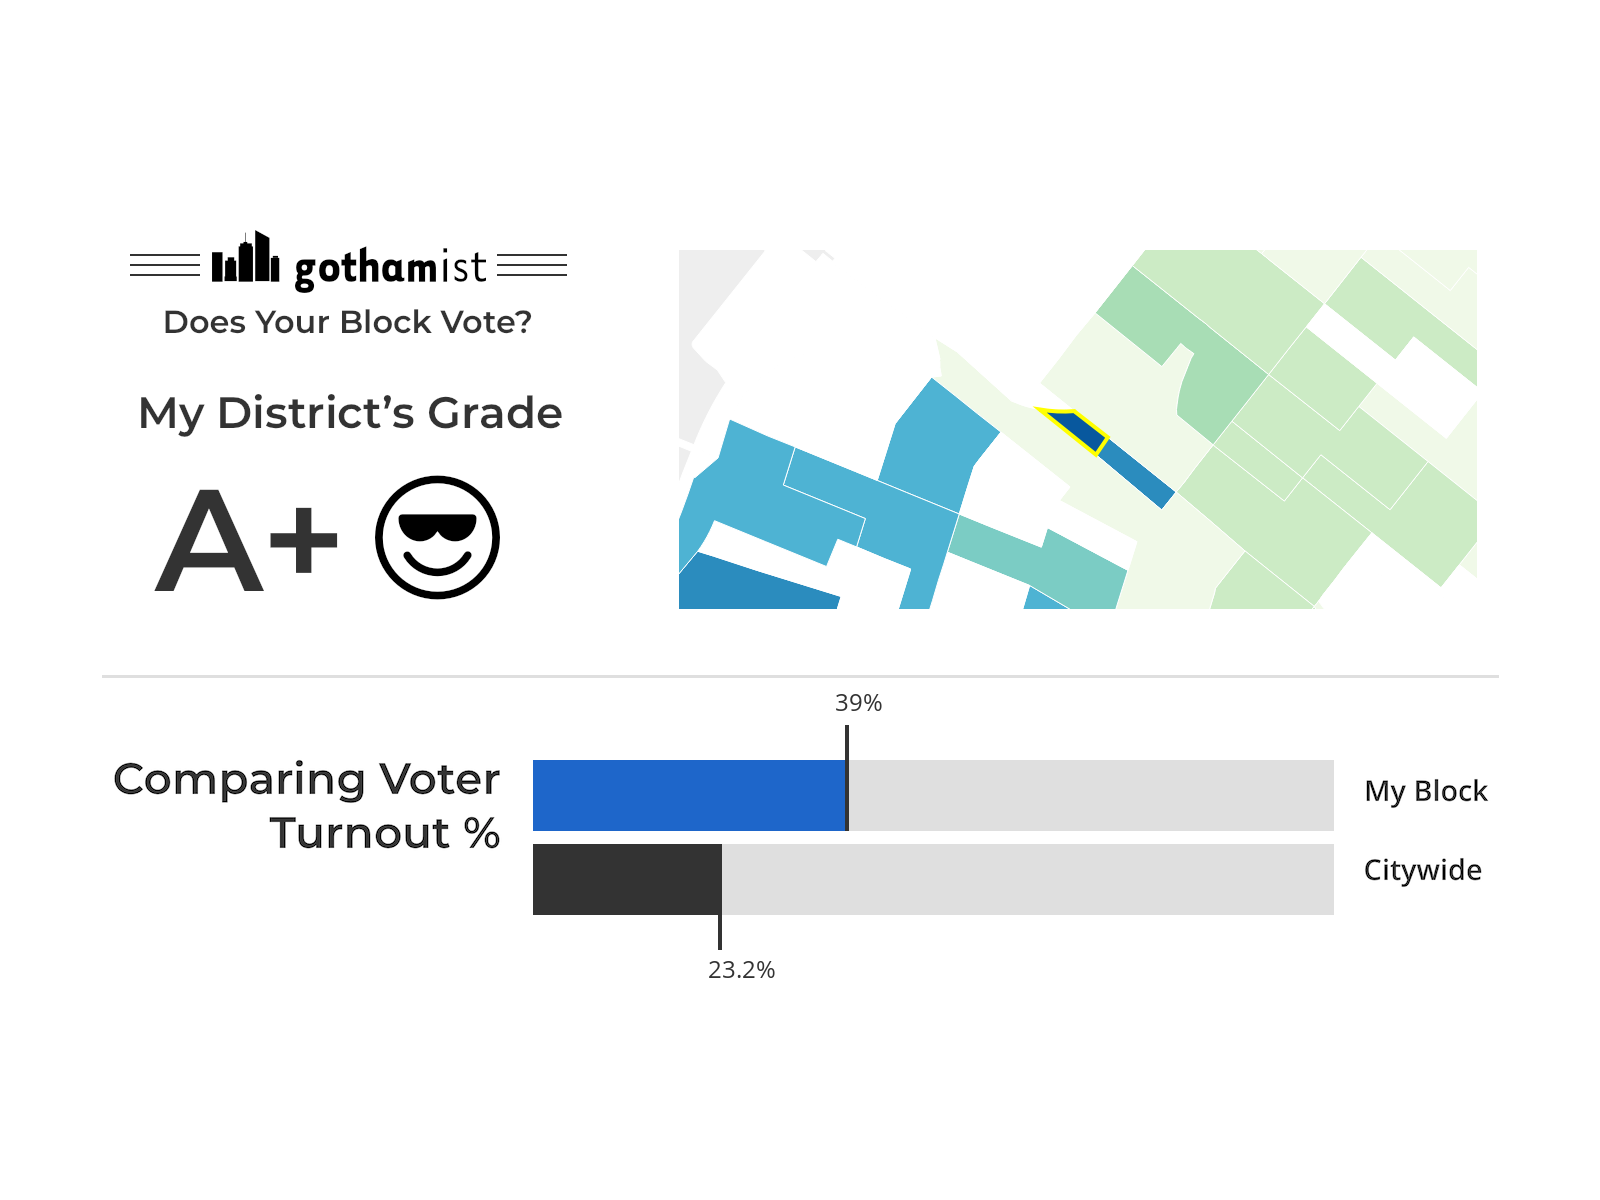 gothamist
Does Your Block Vote?
My District’s Grade
A+
39%
Comparing Voter
Turnout %
My Block
Citywide
23.2%